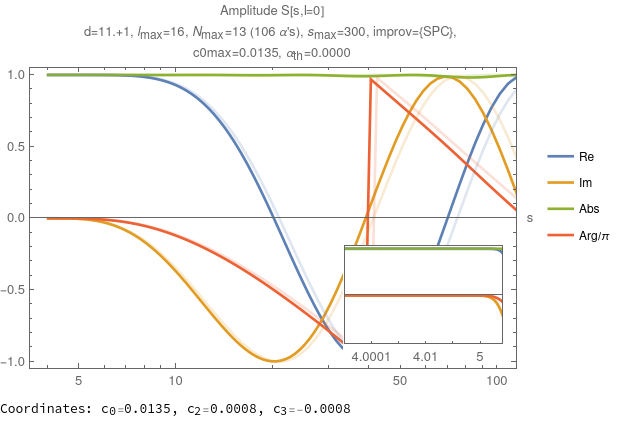 Amplitude S[s,l=0]
d=11.+1, lmax=16, Nmax=13 (106 α's), smax=300, improv={SPC},
c0max=0.0135, αth=0.0000
1.0
0.5
0.0
-0.5
-1.0
s
Re
Im
Abs
Arg/π
4.0001 4.01 5
5 10 50 100
Coordinates: c0=0.0135, c2=0.0008, c3=-0.0008